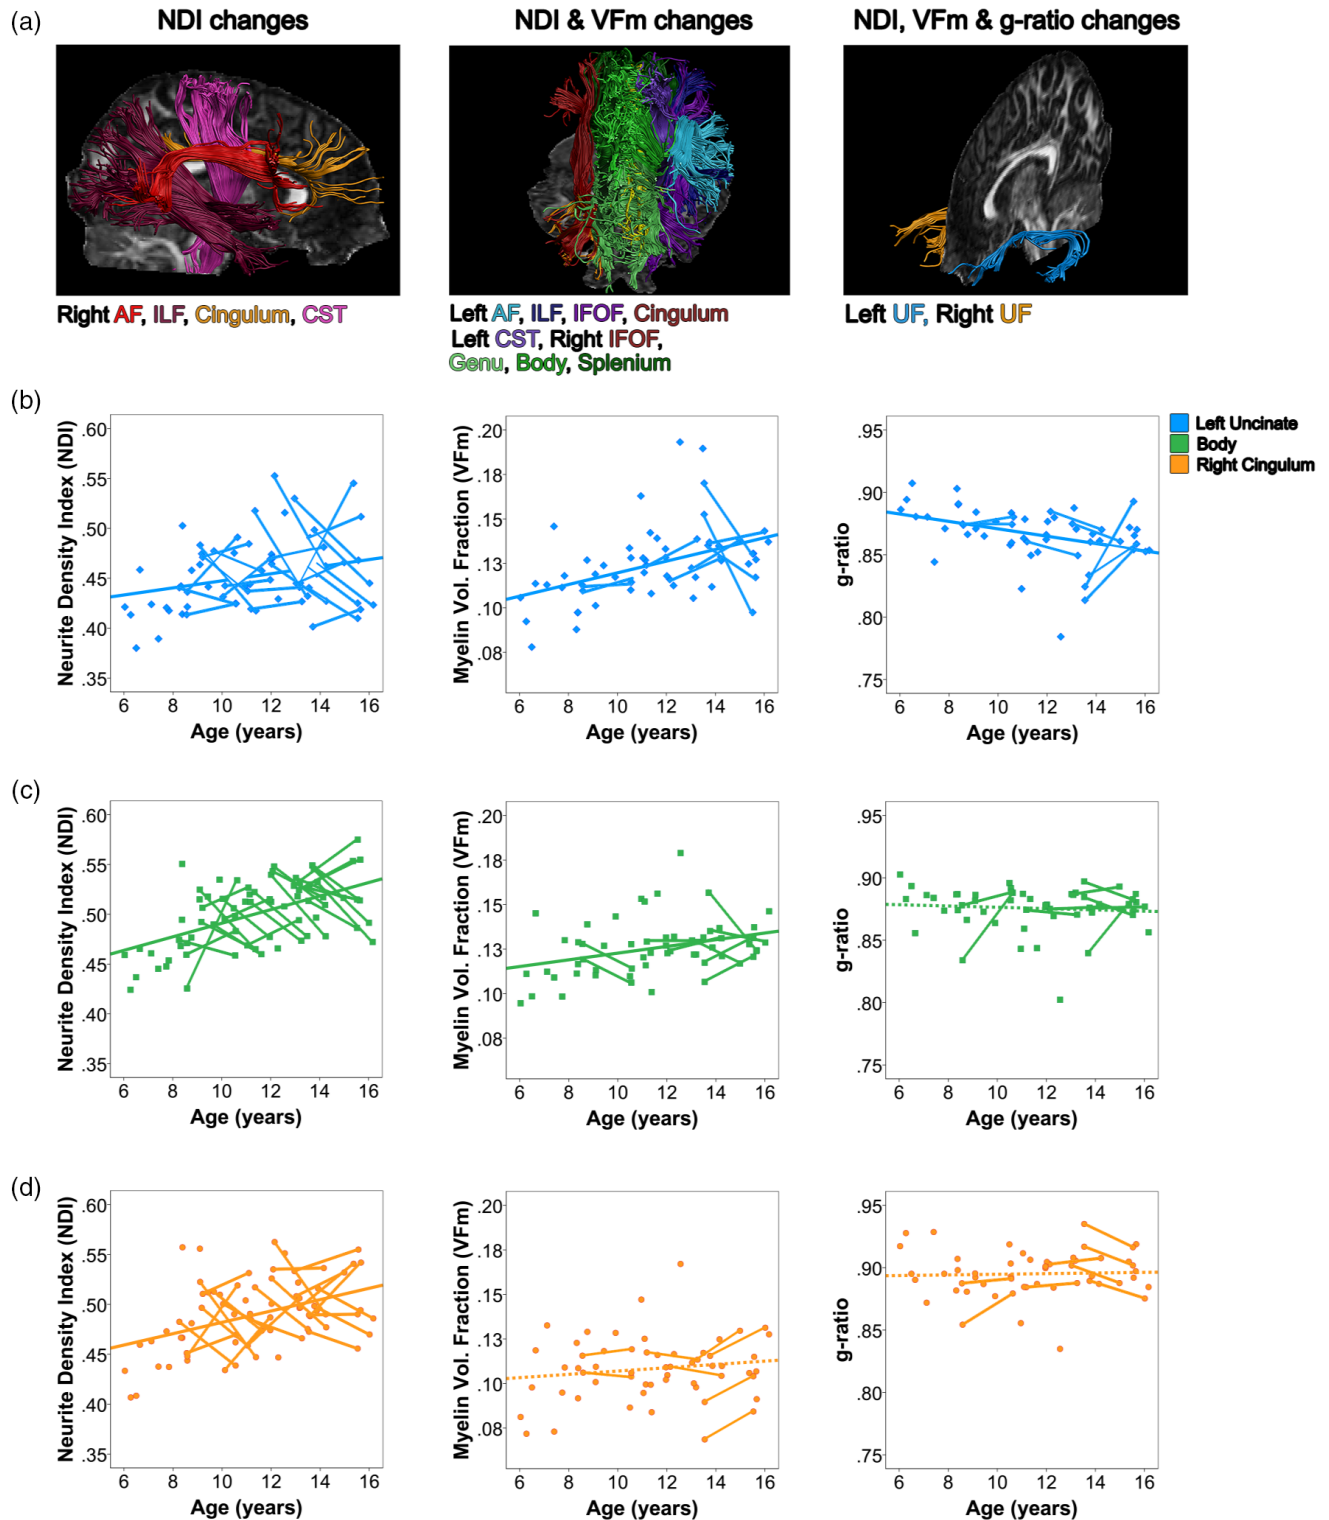 (a)
NDI changes
NDI & VFm changes
NDI, VFm & g-ratio changes
Right AF, ILF, Cingulum, CST
Left AF, ILF, IFOF, Cingulum
Left CST, Right IFOF,
Genu, Body, Splenium
Left UF, Right UF
(b)
Neurite Density Index (NDI)
.60
.55
.50
.45
.40
.35
6 8 10 12 14 16
Age (years)
Myelin Vol. Fraction (VFm)
.20
.18
.15
.13
.10
.08
6 8 10 12 14 16
Age (years)
g-ratio
.95
.90
.85
.80
.75
6 8 10 12 14 16
Age (years)
Left Uncinate
Body
Right Cingulum
(c)
Neurite Density Index (NDI)
.60
.55
.50
.45
.40
.35
6 8 10 12 14 16
Age (years)
Myelin Vol. Fraction (VFm)
.20
.18
.15
.13
.10
.08
6 8 10 12 14 16
Age (years)
g-ratio
.95
.90
.85
.80
.75
6 8 10 12 14 16
Age (years)
(d)
Neurite Density Index (NDI)
.60
.55
.50
.45
.40
.35
6 8 10 12 14 16
Age (years)
Myelin Vol. Fraction (VFm)
.20
.18
.15
.13
.10
.08
6 8 10 12 14 16
Age (years)
g-ratio
.95
.90
.85
.80
.75
6 8 10 12 14 16
Age (years)